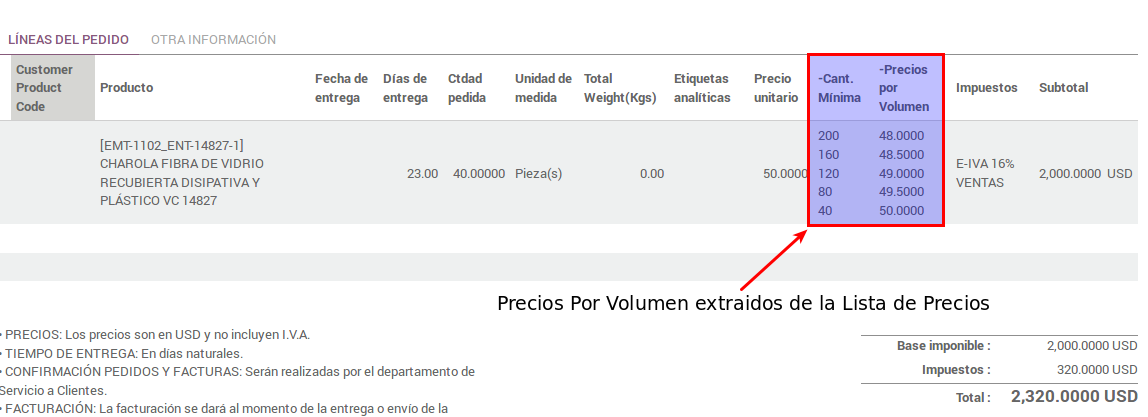 LÍNEAS DEL PEDIDO OTRA INFORMACIÓN
Customer Product Code
Producto
Fecha de entrega
Días de entrega
Ctdad pedida
Unidad de medida
Total Weight(Kgs)
Etiquetas analíticas
Precio unitario
-Cant. Mínima
-Precios por Volumen
Impuestos
Subtotal
[EMT-1102_ENT-14827-1]
CHAROLA FIBRA DE VIDRIO
RECUBIERTA DISIPATIVA Y
PLÁSTICO VC 14827
23.00 40.00000 Pieza(s) 0.00 50.0000
200 48.0000
160 48.5000
120 49.0000
80 49.5000
40 50.0000
E-IVA 16%
VENTAS
2,000.0000 USD
Precios Por Volumen extraidos de la Lista de Precios
• PRECIOS: Los precios son en USD y no incluyen I.V.A.
• TIEMPO DE ENTREGA: En días naturales.
• CONFIRMACIÓN PEDIDOS Y FACTURAS: Serán realizadas por el departamento de
Servicio a Clientes.
• FACTURACIÓN: La facturación se dará al momento de la entrega o envío de la
Base imponible : 2,000.0000 USD
Impuestos : 320.0000 USD
Total : 2,320.0000 USD